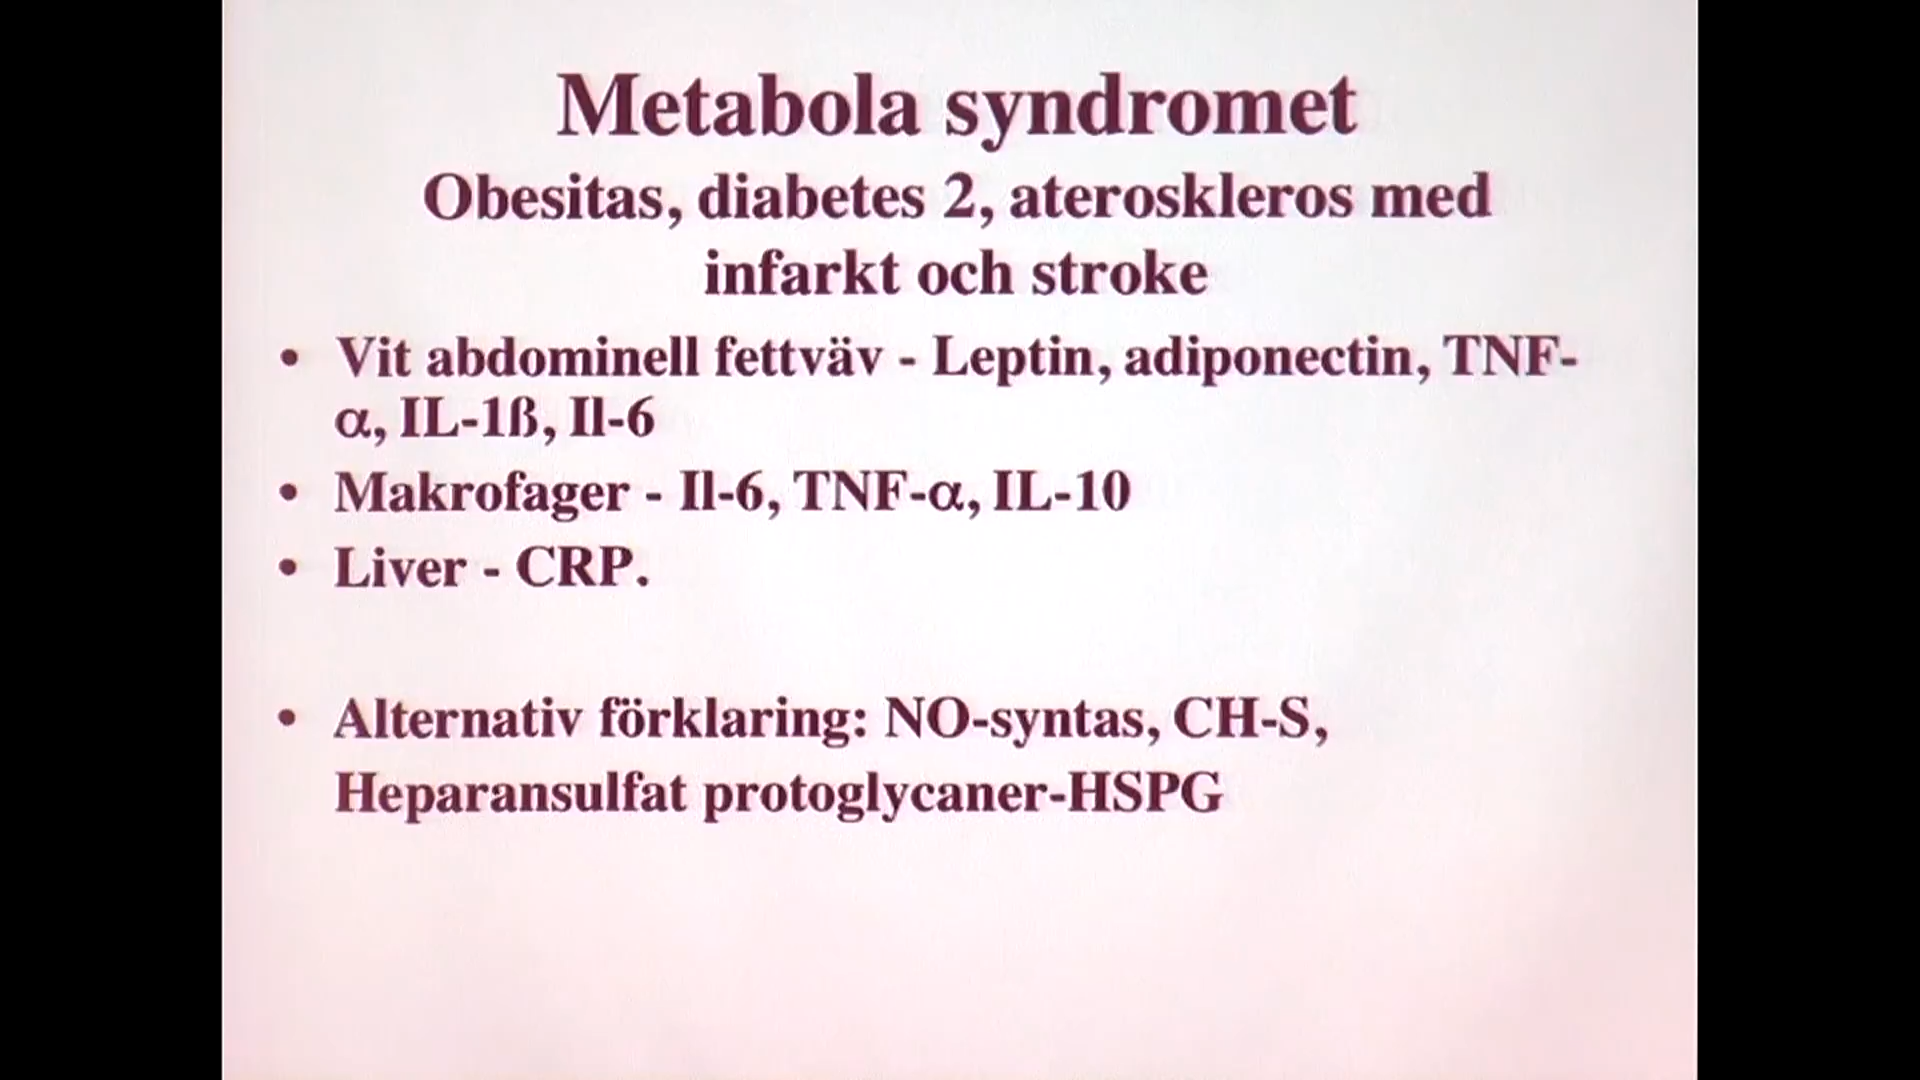 Metabola syndromet
Obesitas, diabetes 2, ateroskleros med
infarkt och stroke
• Vit abdominell fettväv - Leptin, adiponectin, TNF-
α, IL-1ß, Il-6
• Makrofager - Il-6, TNF-α, IL-10
• Liver - CRP.
• Alternativ förklaring: NO-syntas, CH-S,
Heparansulfat protoglycaner-HSPG